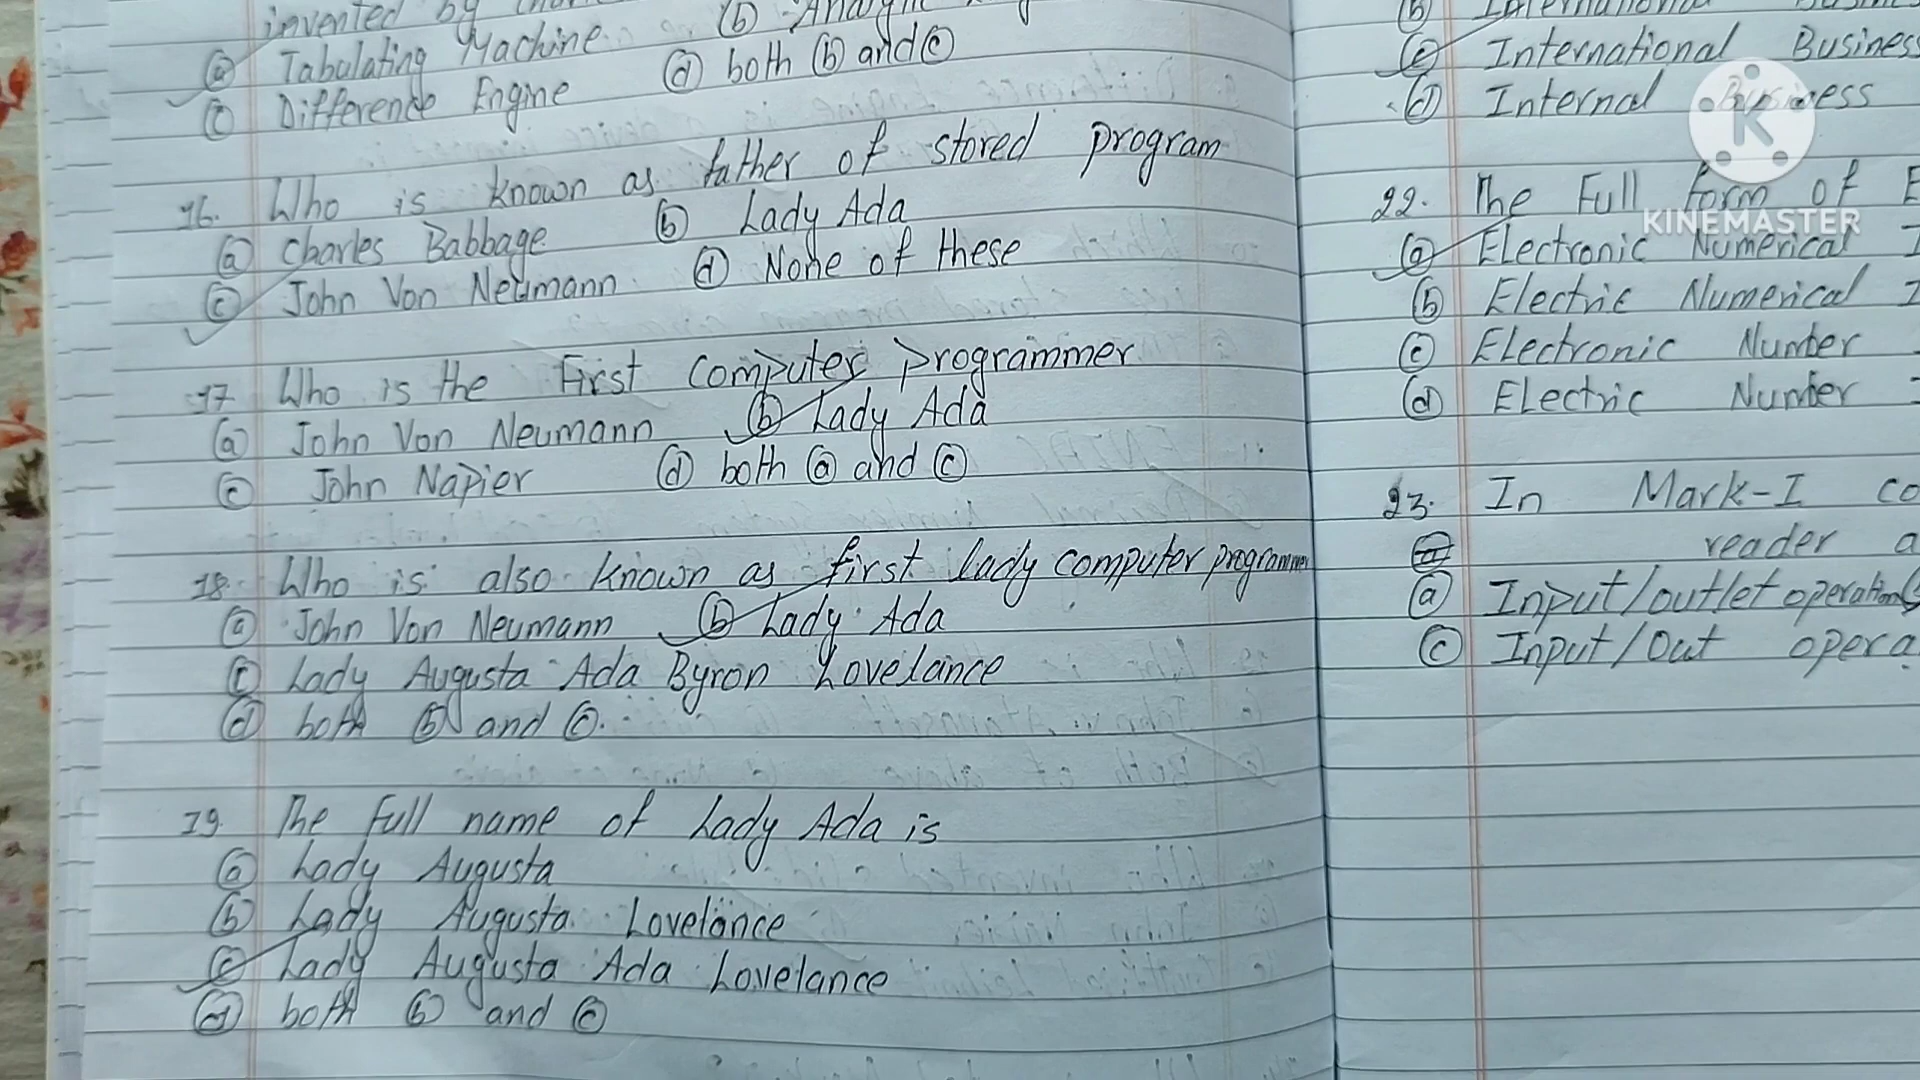 invented by
(b) Analytic
(a) Tabulating Machine
(d) both (b) and (c)
(c) Difference Engine
16. Who is known as father of stored program
(a) Charles Babbage (b) Lady Ada
(c) John Von Neumann (d) None of these
17. Who is the First Computer programmer
(a) John Von Neumann (b) Lady Ada
(c) John Napier (d) both (a) and (c)
18. Who is also known as first lady computer programmer
(a) John Von Neumann (b) Lady Ada
(c) Lady Augusta Ada Byron Lovelance
(d) both (b) and (c).
19. The Full name of Lady Ada is
(a) Lady Augusta
(b) Lady Augusta Lovelance
(c) Lady Augusta Ada Lovelance
(d) both (b) and (c)
(b) International
(c) International Business
(d) Internal Business
22. The Full form of E
(a) Electronic Numerical I
(b) Electric Numerical I
(c) Electronic Number
(d) Electric Number
23. In Mark-I co
reader a
(a) Input/outlet operations
(c) Input/Out opera
K
KINEMASTER